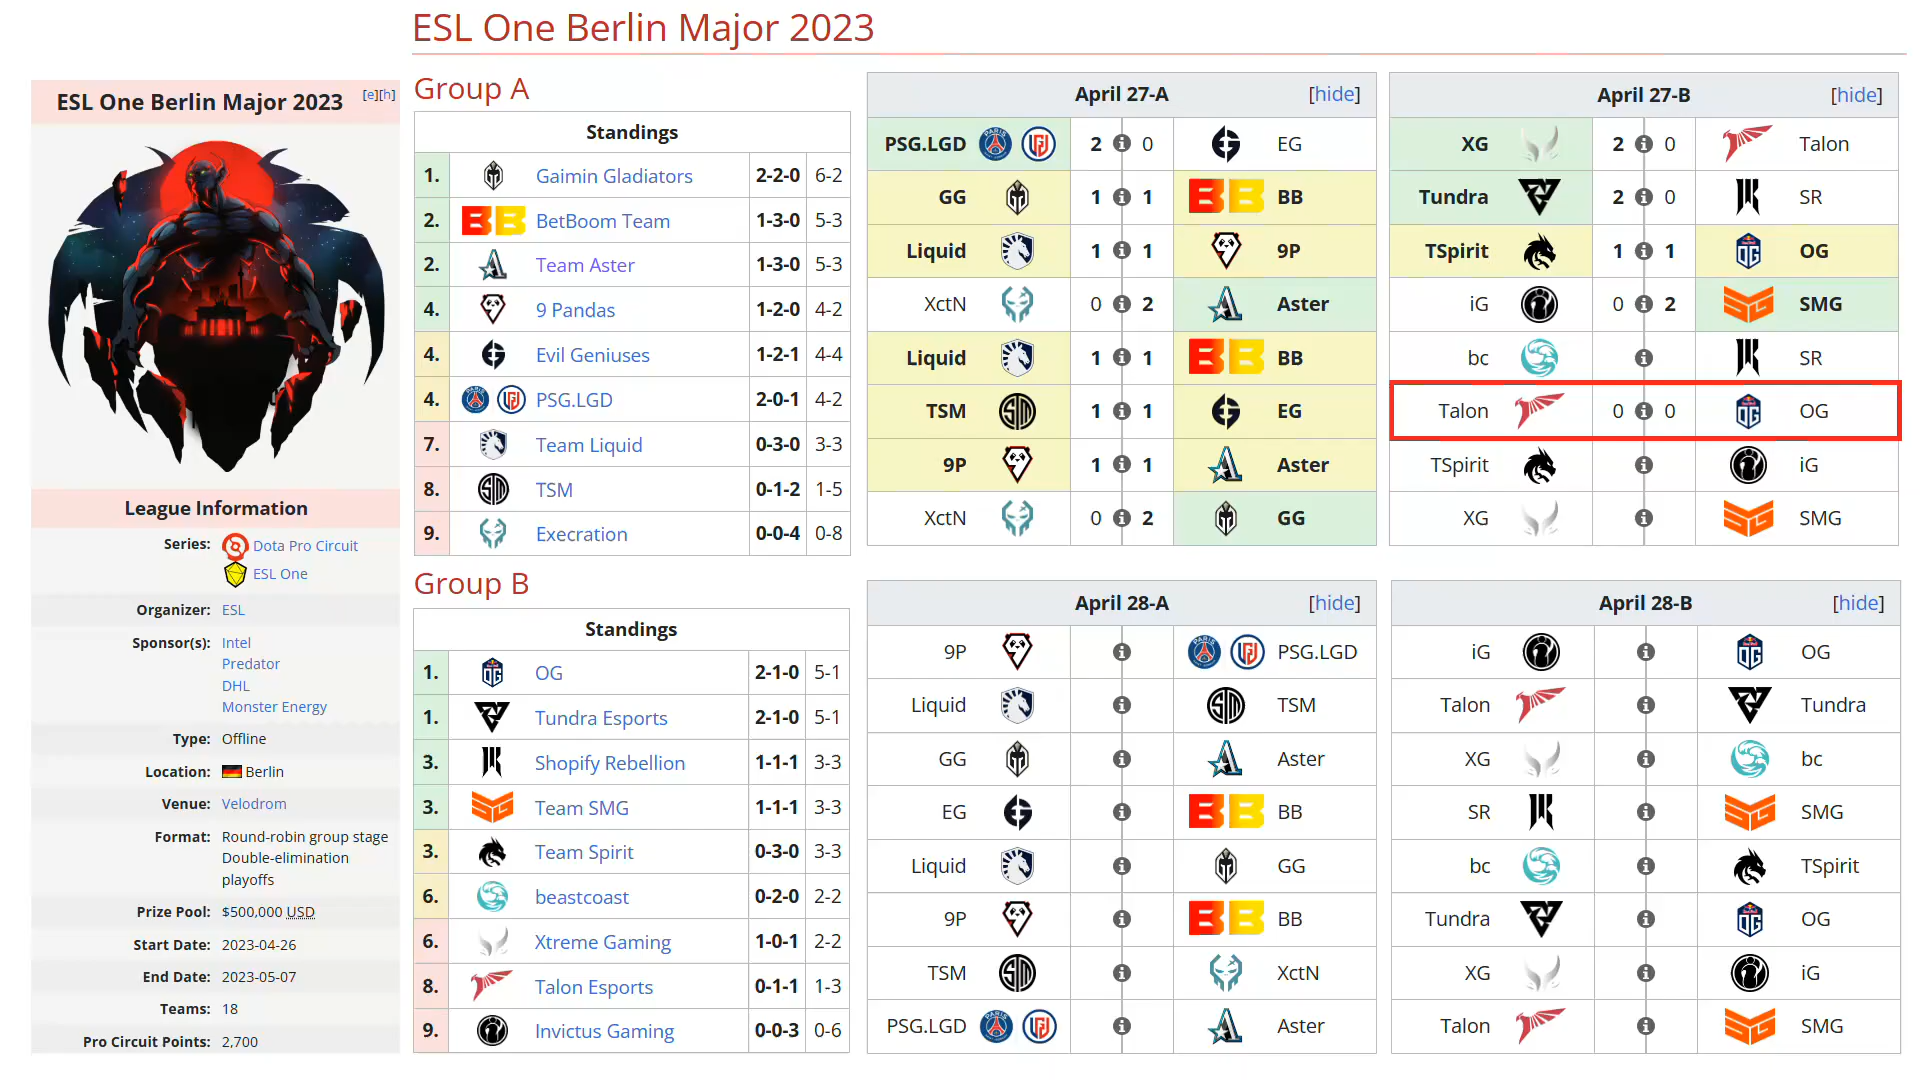 ESL One Berlin Major 2023
ESL One Berlin Major 2023 [e][h]
League Information
Series: Dota Pro Circuit
ESL One
Organizer: ESL
Sponsor(s): Intel
Predator
DHL
Monster Energy
Type: Offline
Location: Berlin
Venue: Velodrom
Format: Round-robin group stage
Double-elimination
playoffs
Prize Pool: $500,000 USD
Start Date: 2023-04-26
End Date: 2023-05-07
Teams: 18
Pro Circuit Points: 2,700
Group A
Standings
1. Gaimin Gladiators 2-2-0 6-2
2. BB BetBoom Team 1-3-0 5-3
2. Team Aster 1-3-0 5-3
4. 9 Pandas 1-2-0 4-2
4. Evil Geniuses 1-2-1 4-4
4. PSG.LGD 2-0-1 4-2
7. Team Liquid 0-3-0 3-3
8. TSM 0-1-2 1-5
9. Execration 0-0-4 0-8
Group B
Standings
1. OG 2-1-0 5-1
1. Tundra Esports 2-1-0 5-1
3. Shopify Rebellion 1-1-1 3-3
3. Team SMG 1-1-1 3-3
3. Team Spirit 0-3-0 3-3
6. beastcoast 0-2-0 2-2
6. Xtreme Gaming 1-0-1 2-2
8. Talon Esports 0-1-1 1-3
9. Invictus Gaming 0-0-3 0-6
April 27-A [hide]
PSG.LGD 2 0 EG
GG 1 1 BB BB
Liquid 1 1 9P
XctN 0 2 Aster
Liquid 1 1 BB BB
TSM 1 1 EG
9P 1 1 Aster
XctN 0 2 GG
April 27-B [hide]
XG 2 0 Talon
Tundra 2 0 SR
TSpirit 1 1 OG
iG 0 2 SMG
bc SR
Talon 0 0 OG
TSpirit iG
XG SMG
April 28-A [hide]
9P PSG.LGD
Liquid TSM
GG Aster
EG BB BB
Liquid GG
9P BB BB
TSM XctN
PSG.LGD Aster
April 28-B [hide]
iG OG
Talon Tundra
XG bc
SR SMG
bc TSpirit
Tundra OG
XG iG
Talon SMG